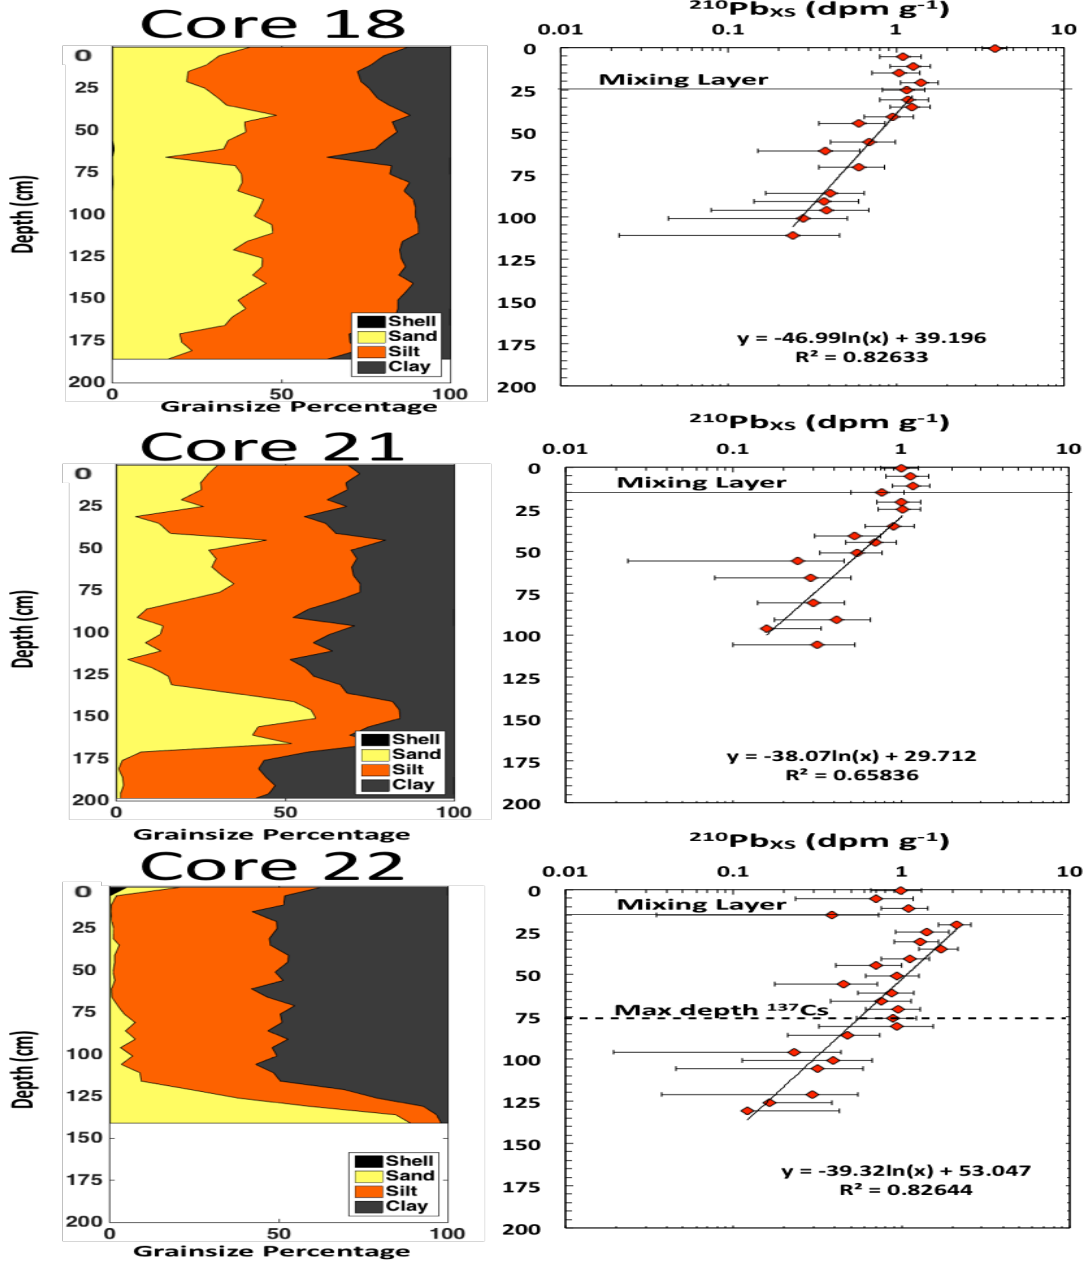 Core 18
0
25
50
75
100
125
150
175
200
Depth (cm)
Shell
Sand
Silt
Clay
0 50 100
Grainsize Percentage
²¹⁰Pbxs (dpm g⁻¹)
0.01 0.1 1 10
0
25
50
75
100
125
150
175
200
Mixing Layer
y = -46.99ln(x) + 39.196
R² = 0.82633
Core 21
0
25
50
75
100
125
150
175
200
Depth (cm)
Shell
Sand
Silt
Clay
0 50 100
Grainsize Percentage
²¹⁰Pbxs (dpm g⁻¹)
0.01 0.1 1 10
0
25
50
75
100
125
150
175
200
Mixing Layer
y = -38.07ln(x) + 29.712
R² = 0.65836
Core 22
0
25
50
75
100
125
150
175
200
Depth (cm)
Shell
Sand
Silt
Clay
0 50 100
Grainsize Percentage
²¹⁰Pbxs (dpm g⁻¹)
0.01 0.1 1 10
0
25
50
75
100
125
150
175
200
Mixing Layer
Max depth ¹³⁷Cs
y = -39.32ln(x) + 53.047
R² = 0.82644